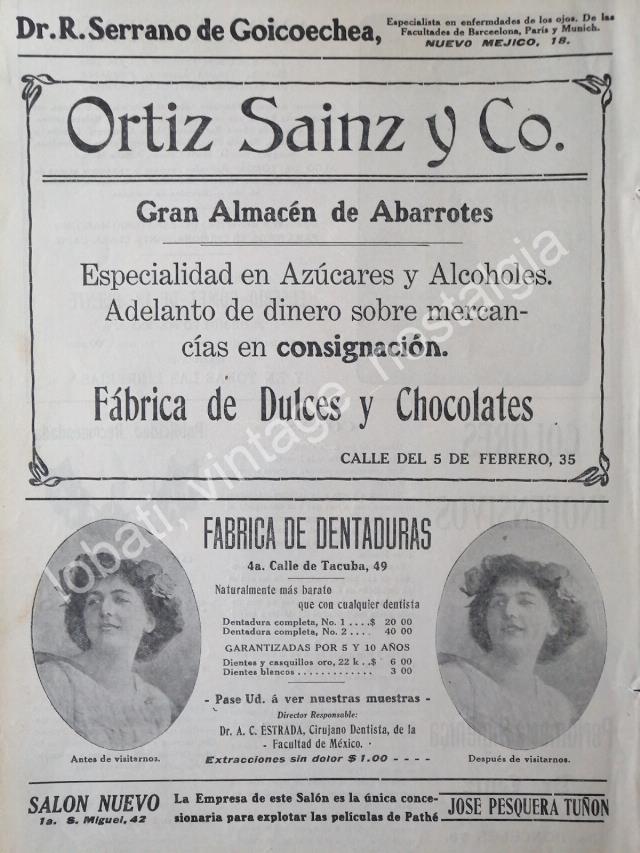 Dr. R. Serrano de Goicoechea,
Especialista en enfermdades de los ojos. De las
Facultades de Barceelona, París y Munich.
NUEVO MEJICO, 18.
Ortiz Sainz y Co.
Gran Almacén de Abarrotes
Especialidad en Azúcares y Alcoholes.
Adelanto de dinero sobre mercan-
cías en consignación.
Fábrica de Dulces y Chocolates
CALLE DEL 5 DE FEBRERO, 35
FABRICA DE DENTADURAS
4a. Calle de Tacuba, 49
Naturalmente más barato
que con cualquier dentista
Dentadura completa, No. 1 .... $ 20 00
Dentadura completa, No. 2 .... 40 00
GARANTIZADAS POR 5 Y 10 AÑOS
Dientes y casquillos oro, 22 k .. $ 6 00
Dientes blancos ............ 3 00
- Pase Ud. á ver nuestras muestras -
Director Responsable:
Dr. A. C. ESTRADA, Cirujano Dentista, de la
- Facultad de México. -
Extracciones sin dolor $ 1.00 - - - -
Antes de visitarnos.
Después de visitarnos.
SALON NUEVO
1a. S. Miguel, 42
La Empresa de este Salón es la única conce-
sionaria para explotar las películas de Pathé
JOSE PESQUERA TUÑON
lobati, vintage nostalgia